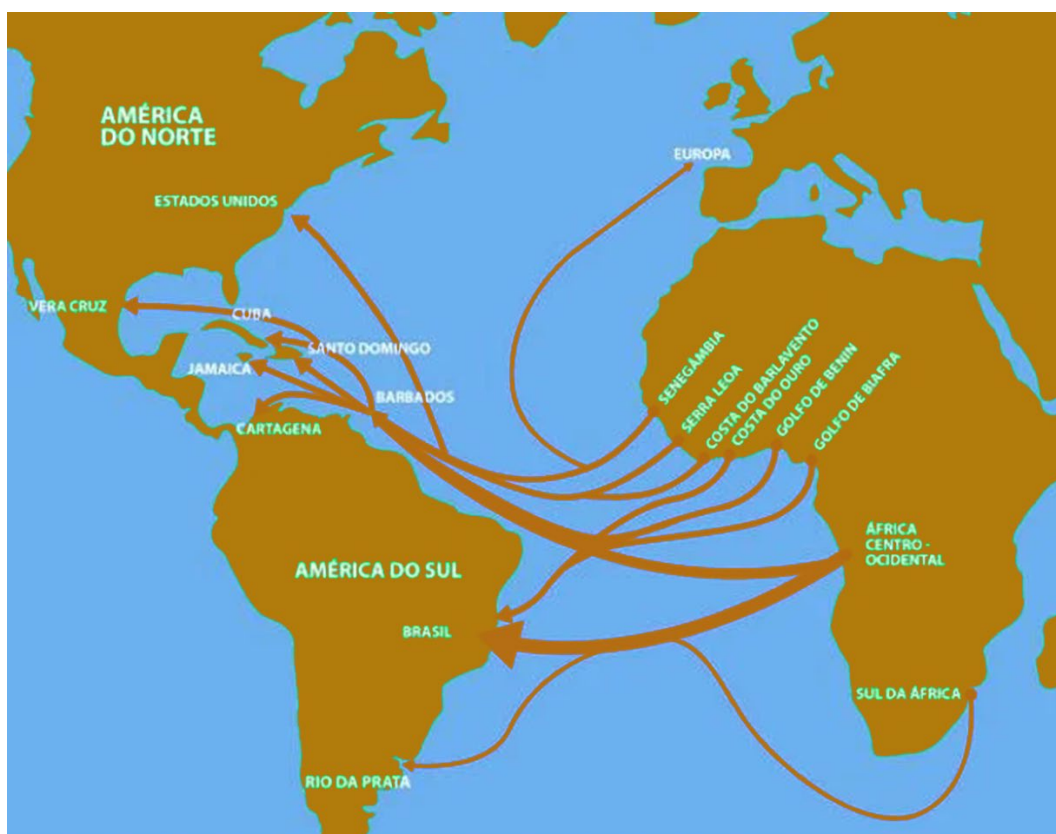 AMÉRICA
DO NORTE
EUROPA
ESTADOS UNIDOS
VERA CRUZ
CUBA
SANTO DOMINGO
JAMAICA
BARBADOS
CARTAGENA
SENEGÂMBIA
SERRA LEOA
COSTA DO BARLAVENTO
COSTA DO OURO
GOLFO DE BENIN
GOLFO DE BIAFRA
ÁFRICA
CENTRO -
OCIDENTAL
AMÉRICA DO SUL
BRASIL
SUL DA ÁFRICA
RIO DA PRATA